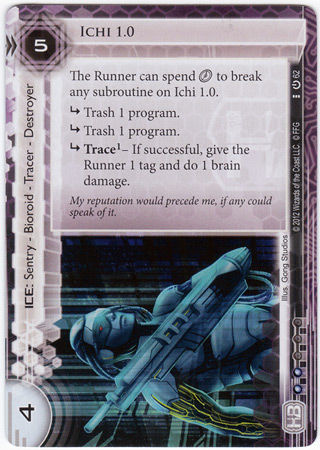 5
ICHI 1.0
The Runner can spend to break
any subroutine on Ichi 1.0.
↳ Trash 1 program.
↳ Trash 1 program.
↳ Trace¹– If successful, give the
Runner 1 tag and do 1 brain
damage.
My reputation would precede me, if any could
speak of it.
ICE: Sentry - Bioroid - Tracer - Destroyer
62
© 2012 Wizards of the Coast LLC © FFG
Illus. Gong Studios
4
HB